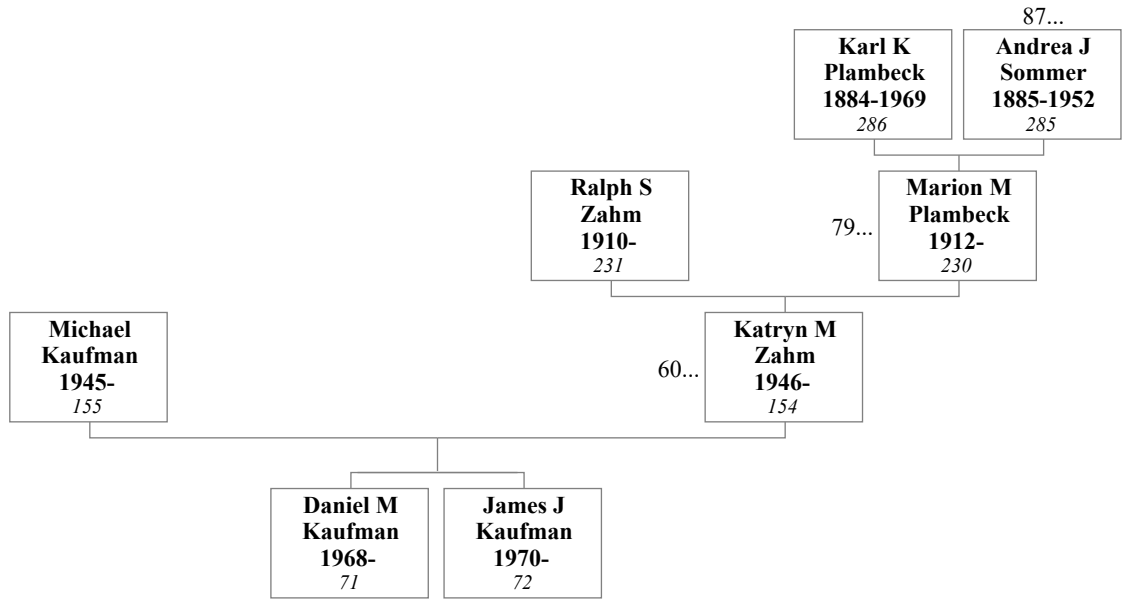 87...
Karl K
Plambeck
1884-1969
286
Andrea J
Sommer
1885-1952
285
Ralph S
Zahm
1910-
231
79...
Marion M
Plambeck
1912-
230
Michael
Kaufman
1945-
155
60...
Katryn M
Zahm
1946-
154
Daniel M
Kaufman
1968-
71
James J
Kaufman
1970-
72